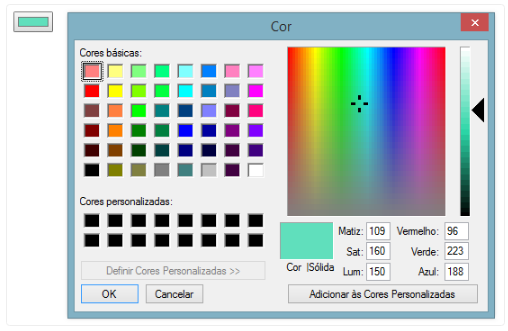 Cor
Cores básicas:
Cores personalizadas:
Definir Cores Personalizadas >>
OK
Cancelar
Cor |Sólida
Matiz: 109
Sat: 160
Lum: 150
Vermelho: 96
Verde: 223
Azul: 188
Adicionar às Cores Personalizadas